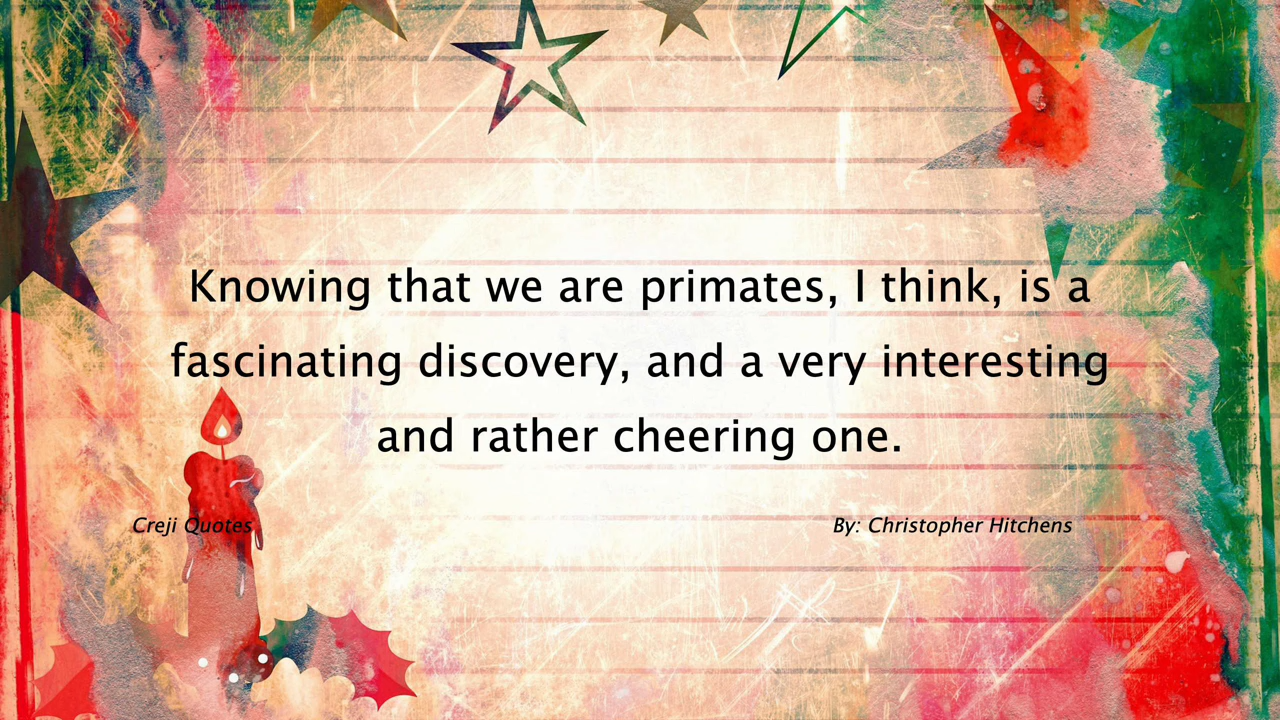 Knowing that we are primates, I think, is a
fascinating discovery, and a very interesting
and rather cheering one.
Creji Quotes
By: Christopher Hitchens